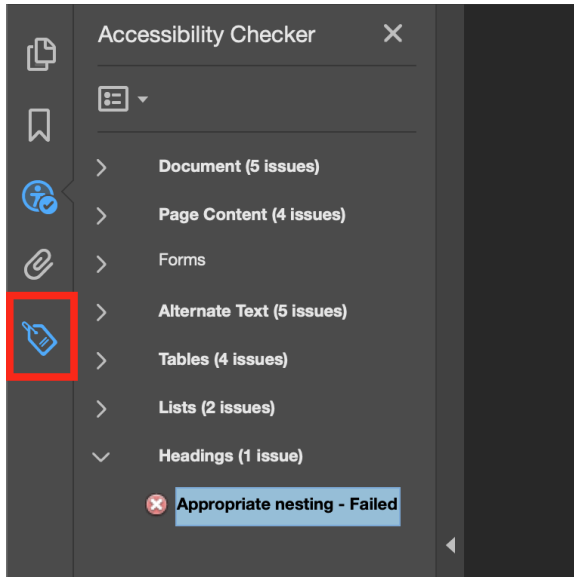 Accessibility Checker
Document (5 issues)
Page Content (4 issues)
Forms
Alternate Text (5 issues)
Tables (4 issues)
Lists (2 issues)
Headings (1 issue)
Appropriate nesting - Failed